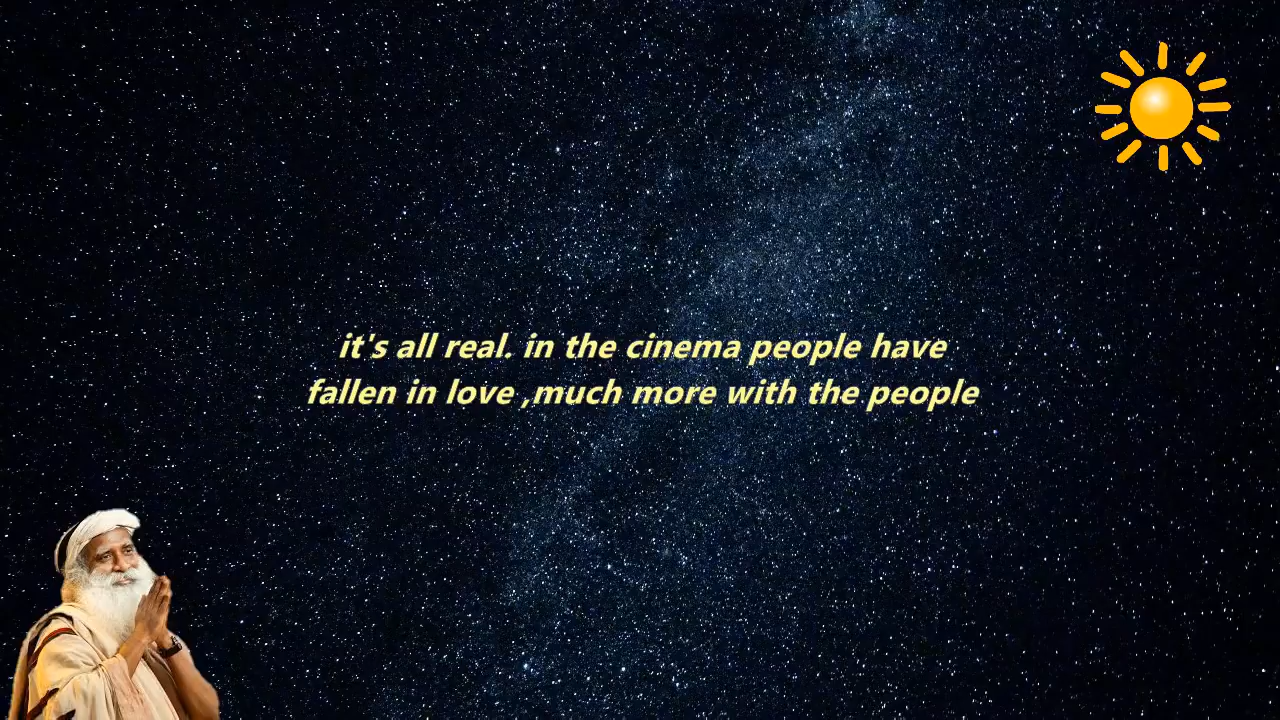 it's all real. in the cinema people have
fallen in love ,much more with the people